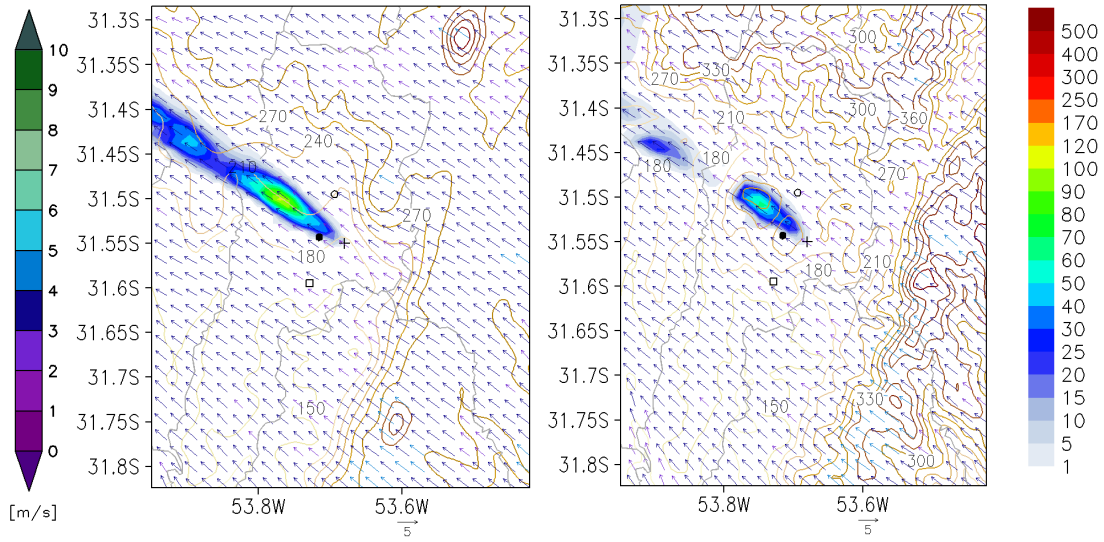 10
9
8
7
6
5
4
3
2
1
0
[m/s]
31.3S
31.35S
31.4S
31.45S
31.5S
31.55S
31.6S
31.65S
31.7S
31.75S
31.8S
270
240
210
270
180
150
53.8W
53.6W
5
31.3S
31.35S
31.4S
31.45S
31.5S
31.55S
31.6S
31.65S
31.7S
31.75S
31.8S
300
270
330
300
360
210
180
180
270
210
180
330
150
300
53.8W
53.6W
5
500
400
300
250
170
120
100
90
80
70
60
50
40
30
25
20
15
10
5
1